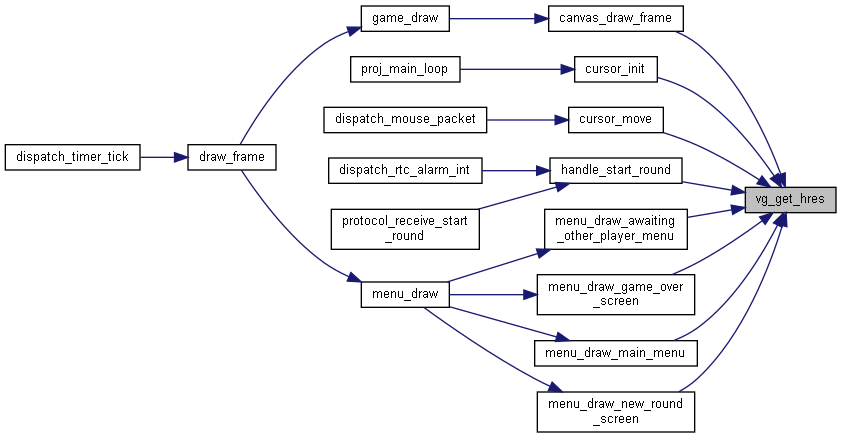 game_draw
canvas_draw_frame
proj_main_loop
cursor_init
dispatch_mouse_packet
cursor_move
dispatch_timer_tick
draw_frame
dispatch_rtc_alarm_int
handle_start_round
vg_get_hres
protocol_receive_start
_round
menu_draw_awaiting
_other_player_menu
menu_draw
menu_draw_game_over
_screen
menu_draw_main_menu
menu_draw_new_round
_screen